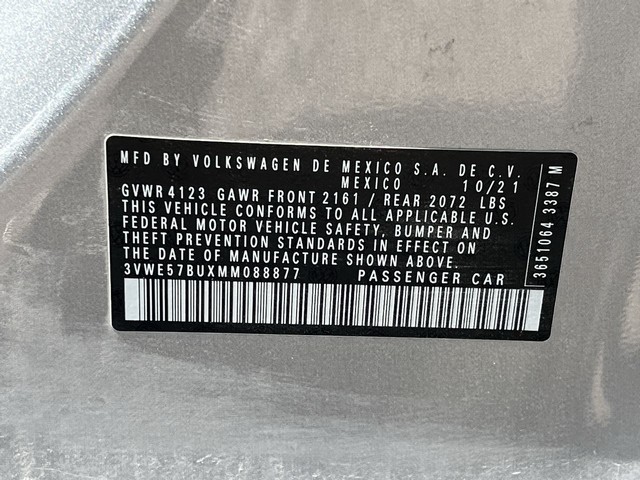 MFD BY VOLKSWAGEN DE MEXICO S.A. DE C.V.
MEXICO 10/21
GVWR 4123 GAWR FRONT 2161 / REAR 2072 LBS
THIS VEHICLE CONFORMS TO ALL APPLICABLE U.S.
FEDERAL MOTOR VEHICLE SAFETY, BUMPER AND
THEFT PREVENTION STANDARDS IN EFFECT ON
THE DATE OF MANUFACTURE SHOWN ABOVE.
3VWE57BUXMM088877 PASSENGER CAR
3651064 3387 M